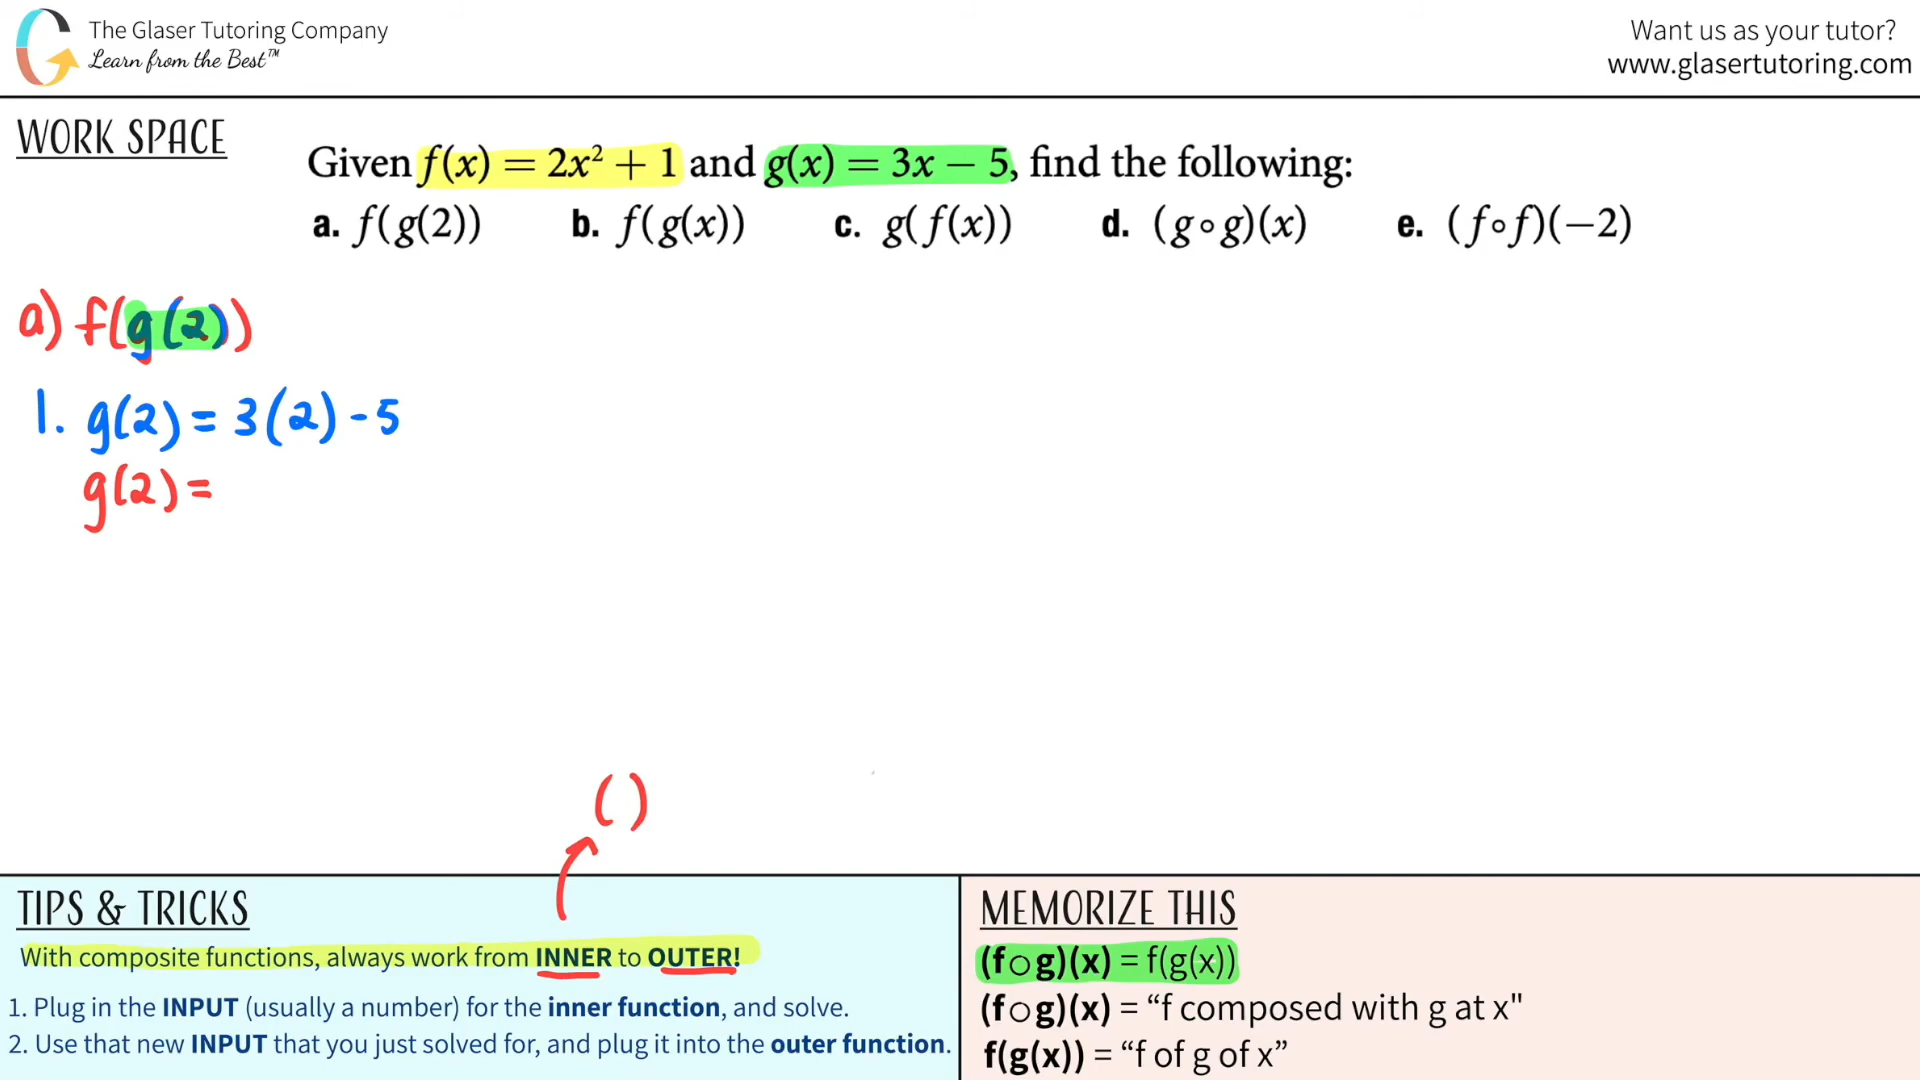 The Glaser Tutoring Company
Learn from the Best™
Want us as your tutor?
www.glasertutoring.com
WORK SPACE
Given f(x) = 2x² + 1 and g(x) = 3x − 5, find the following:
a. f(g(2)) b. f(g(x)) c. g(f(x)) d. (g∘g)(x) e. (f∘f)(−2)
a) f(g(2))
1. g(2) = 3(2) - 5
g(2) =
( )
TIPS & TRICKS
With composite functions, always work from INNER to OUTER!
1. Plug in the INPUT (usually a number) for the inner function, and solve.
2. Use that new INPUT that you just solved for, and plug it into the outer function.
MEMORIZE THIS
(f○g)(x) = f(g(x))
(f○g)(x) = “f composed with g at x"
f(g(x)) = “f of g of x”